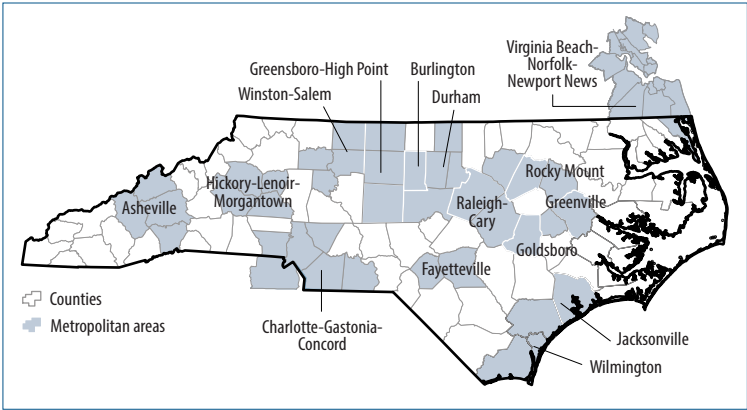 Virginia Beach-
Norfolk-
Newport News
Greensboro-High Point
Burlington
Winston-Salem
Durham
Rocky Mount
Hickory-Lenoir-
Morgantown
Asheville
Raleigh-
Cary
Greenville
Goldsboro
Fayetteville
Counties
Metropolitan areas
Charlotte-Gastonia-
Concord
Jacksonville
Wilmington